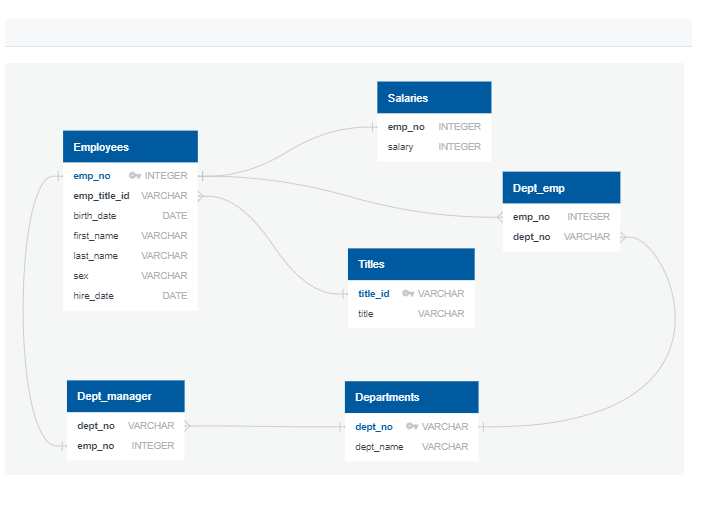 Salaries
emp_no INTEGER
salary INTEGER
Employees
emp_no INTEGER
emp_title_id VARCHAR
birth_date DATE
first_name VARCHAR
last_name VARCHAR
sex VARCHAR
hire_date DATE
Dept_emp
emp_no INTEGER
dept_no VARCHAR
Titles
title_id VARCHAR
title VARCHAR
Dept_manager
dept_no VARCHAR
emp_no INTEGER
Departments
dept_no VARCHAR
dept_name VARCHAR